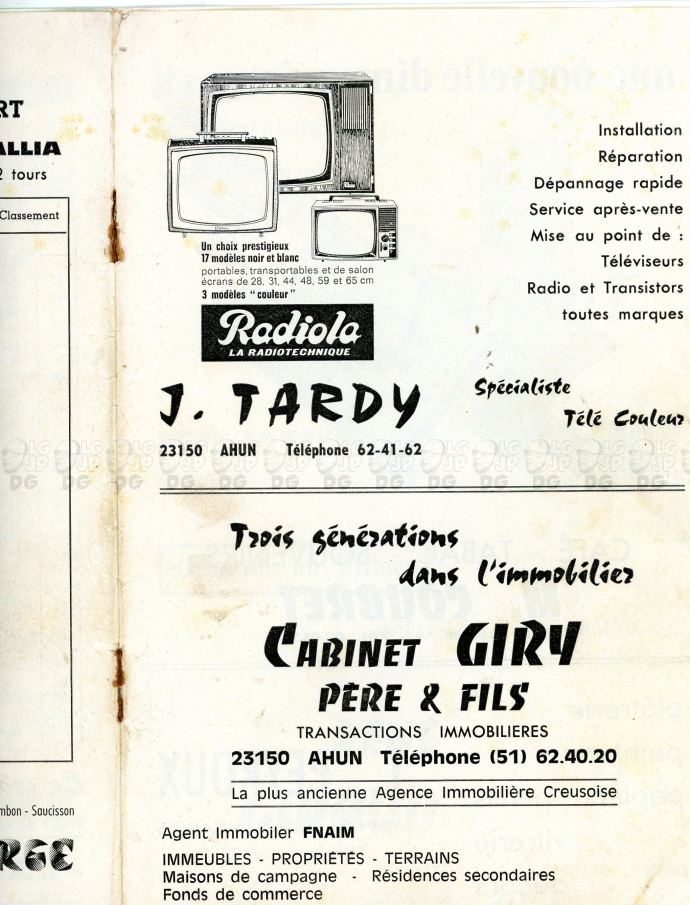 RT
ALLIA
2 tours
Classement
mbon - Saucisson
RGE
Installation
Réparation
Dépannage rapide
Service après-vente
Mise au point de :
Téléviseurs
Radio et Transistors
toutes marques
Un choix prestigieux
17 modèles noir et blanc
portables, transportables et de salon
écrans de 28, 31, 44, 48, 59 et 65 cm
3 modèles "couleur"
Radiola
LA RADIOTECHNIQUE
J. TARDY
Spécialiste
Télé Couleur
23150 AHUN Téléphone 62-41-62
Trois générations
dans l'immobilier
CABINET GIRY
PÈRE & FILS
TRANSACTIONS IMMOBILIERES
23150 AHUN Téléphone (51) 62.40.20
La plus ancienne Agence Immobilière Creusoise
Agent Immobiler FNAIM
IMMEUBLES - PROPRIÉTÉS - TERRAINS
Maisons de campagne - Résidences secondaires
Fonds de commerce